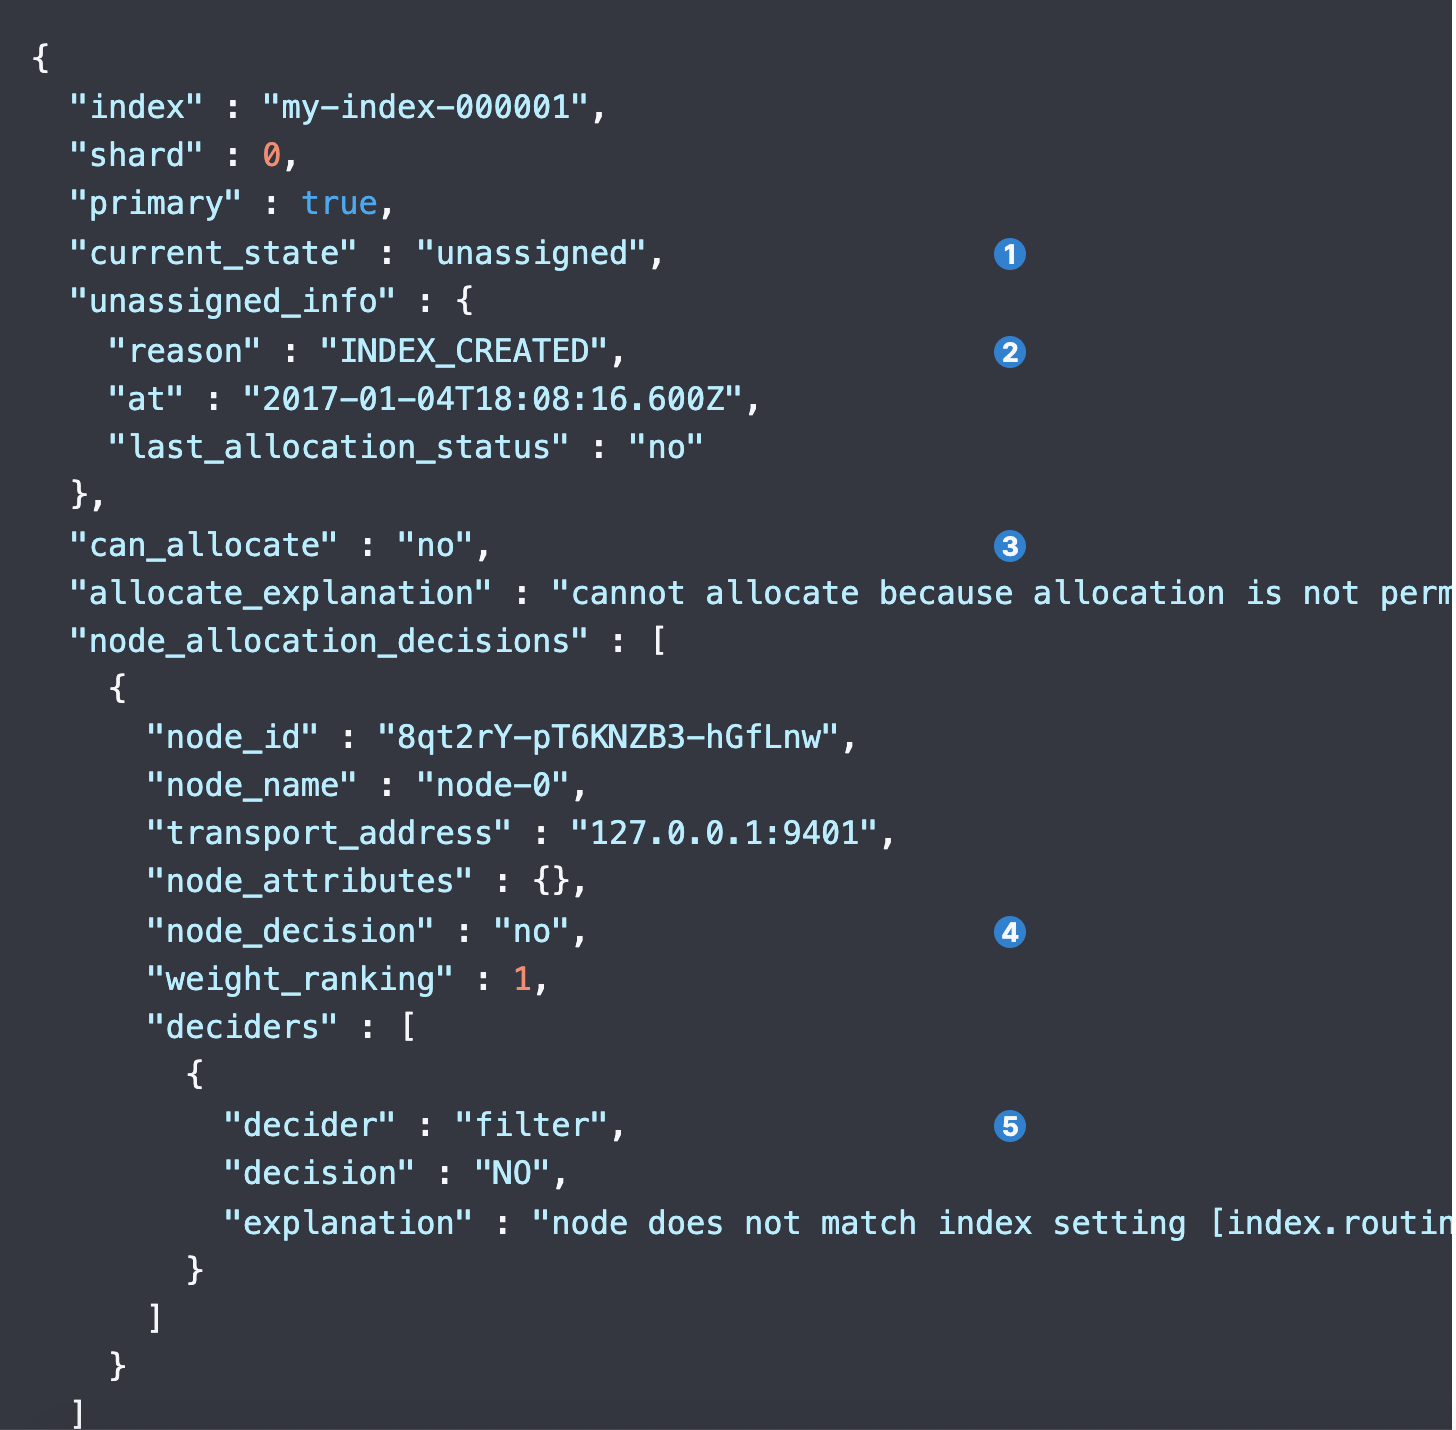 {
  "index" : "my-index-000001",
  "shard" : 0,
  "primary" : true,
  "current_state" : "unassigned", 1
  "unassigned_info" : {
    "reason" : "INDEX_CREATED", 2
    "at" : "2017-01-04T18:08:16.600Z",
    "last_allocation_status" : "no"
  },
  "can_allocate" : "no", 3
  "allocate_explanation" : "cannot allocate because allocation is not perm
  "node_allocation_decisions" : [
    {
      "node_id" : "8qt2rY-pT6KNZB3-hGfLnw",
      "node_name" : "node-0",
      "transport_address" : "127.0.0.1:9401",
      "node_attributes" : {},
      "node_decision" : "no", 4
      "weight_ranking" : 1,
      "deciders" : [
        {
          "decider" : "filter", 5
          "decision" : "NO",
          "explanation" : "node does not match index setting [index.routin
        }
      ]
    }
  ]